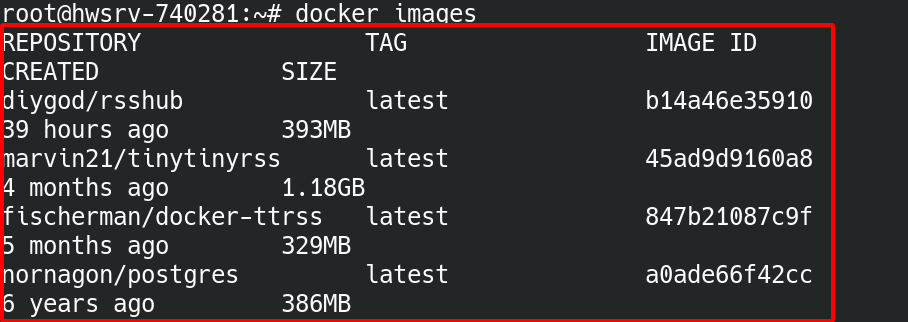 root@hwsrv-740281:~# docker images
REPOSITORY                TAG                 IMAGE ID
CREATED             SIZE
diygod/rsshub             latest              b14a46e35910
39 hours ago        393MB
marvin21/tinytinyrss      latest              45ad9d9160a8
4 months ago        1.18GB
fischerman/docker-ttrss   latest              847b21087c9f
5 months ago        329MB
nornagon/postgres         latest              a0ade66f42cc
6 years ago         386MB